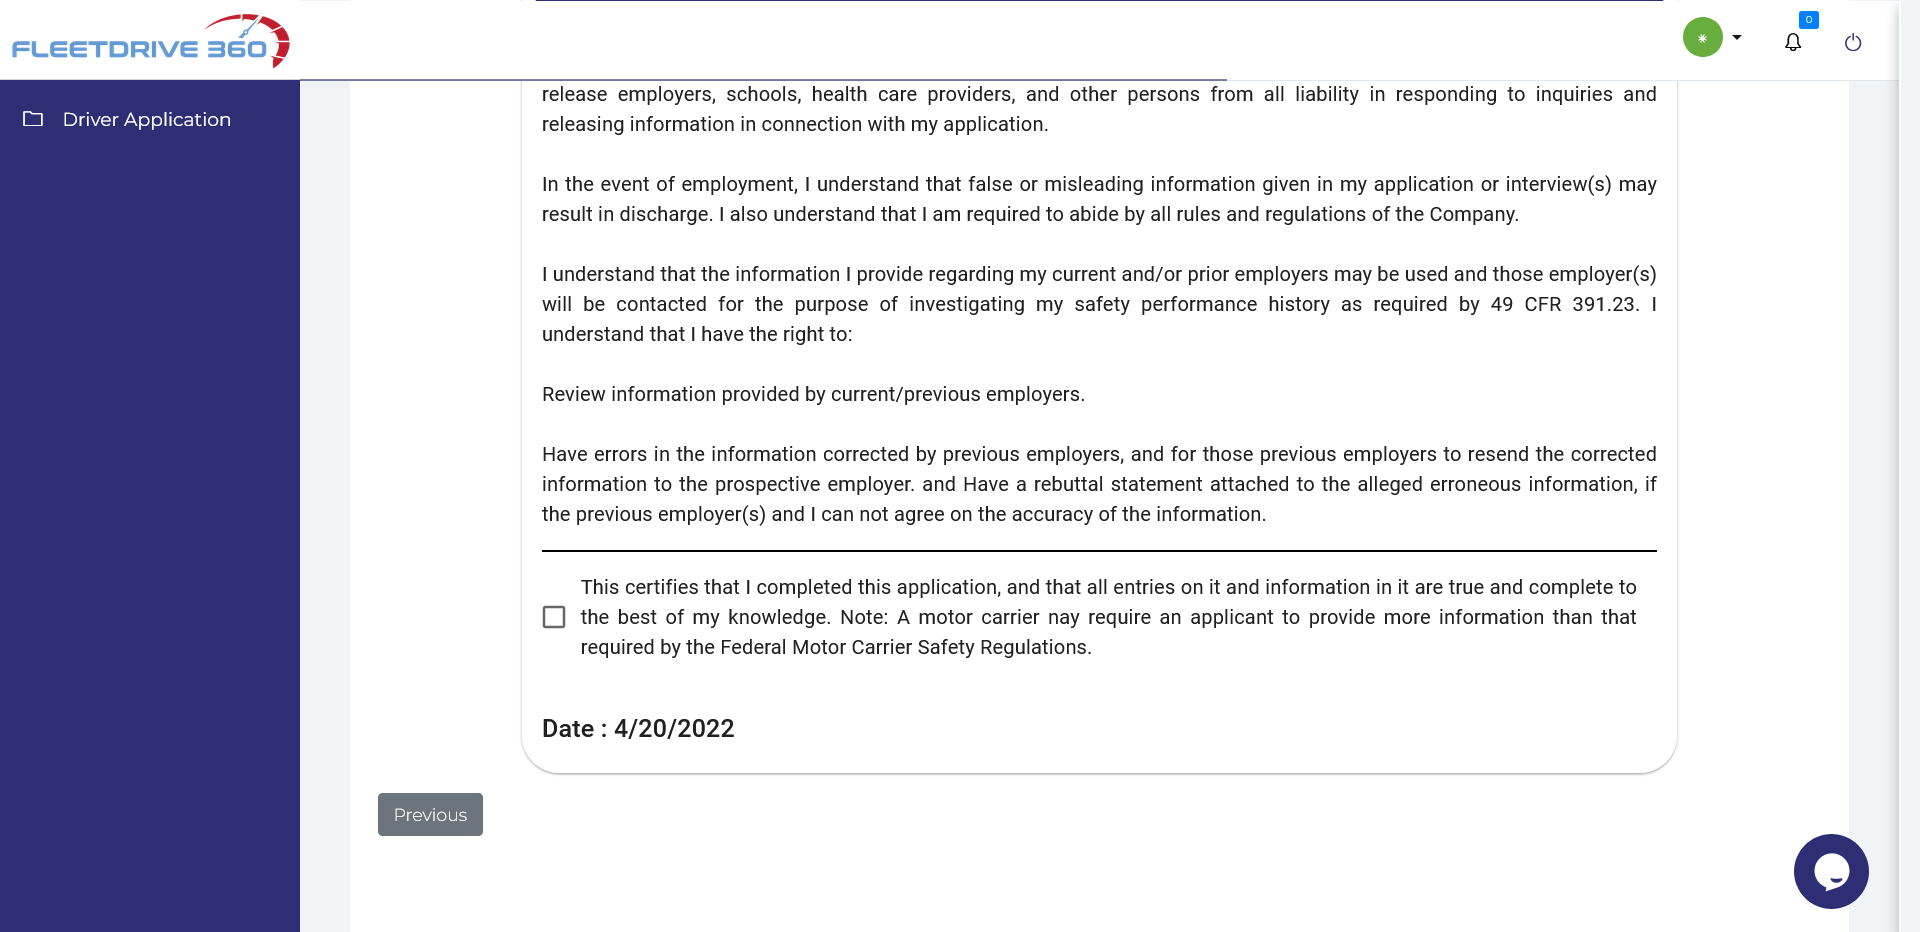 FLEETDRIVE 360
0
Driver Application
release employers, schools, health care providers, and other persons from all liability in responding to inquiries and
releasing information in connection with my application.
In the event of employment, I understand that false or misleading information given in my application or interview(s) may
result in discharge. I also understand that I am required to abide by all rules and regulations of the Company.
I understand that the information I provide regarding my current and/or prior employers may be used and those employer(s)
will be contacted for the purpose of investigating my safety performance history as required by 49 CFR 391.23. I
understand that I have the right to:
Review information provided by current/previous employers.
Have errors in the information corrected by previous employers, and for those previous employers to resend the corrected
information to the prospective employer. and Have a rebuttal statement attached to the alleged erroneous information, if
the previous employer(s) and I can not agree on the accuracy of the information.
This certifies that I completed this application, and that all entries on it and information in it are true and complete to
the best of my knowledge. Note: A motor carrier nay require an applicant to provide more information than that
required by the Federal Motor Carrier Safety Regulations.
Date : 4/20/2022
Previous